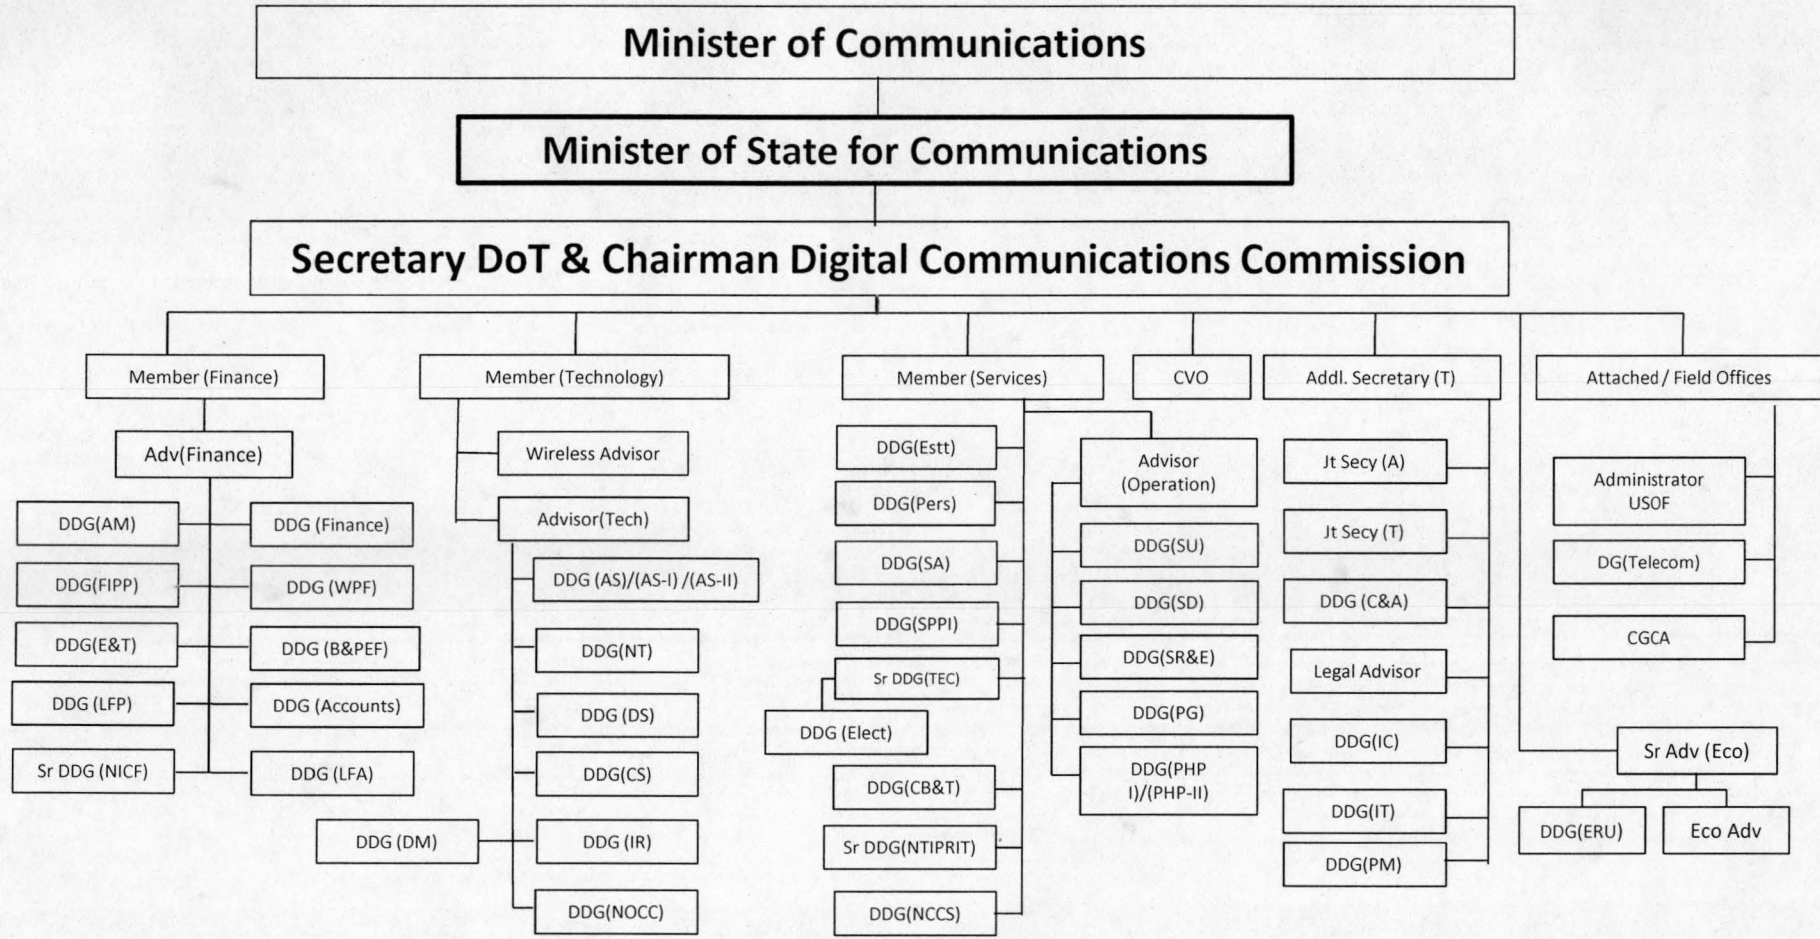 Minister of Communications
Minister of State for Communications
Secretary DoT & Chairman Digital Communications Commission
Member (Finance)
Member (Technology)
Member (Services)
CVO
Addl. Secretary (T)
Attached / Field Offices
Adv(Finance)
DDG(AM)
DDG (Finance)
DDG(FIPP)
DDG (WPF)
DDG(E&T)
DDG (B&PEF)
DDG (LFP)
DDG (Accounts)
Sr DDG (NICF)
DDG (LFA)
Wireless Advisor
Advisor(Tech)
DDG (AS)/(AS-I) /(AS-II)
DDG(NT)
DDG (DS)
DDG(CS)
DDG (DM)
DDG (IR)
DDG(NOCC)
DDG(Estt)
DDG(Pers)
DDG(SA)
DDG(SPPI)
Sr DDG(TEC)
DDG (Elect)
DDG(CB&T)
Sr DDG(NTIPRIT)
DDG(NCCS)
Advisor
(Operation)
DDG(SU)
DDG(SD)
DDG(SR&E)
DDG(PG)
DDG(PHP
I)/(PHP-II)
Jt Secy (A)
Jt Secy (T)
DDG (C&A)
Legal Advisor
DDG(IC)
DDG(IT)
DDG(PM)
Administrator
USOF
DG(Telecom)
CGCA
Sr Adv (Eco)
DDG(ERU)
Eco Adv